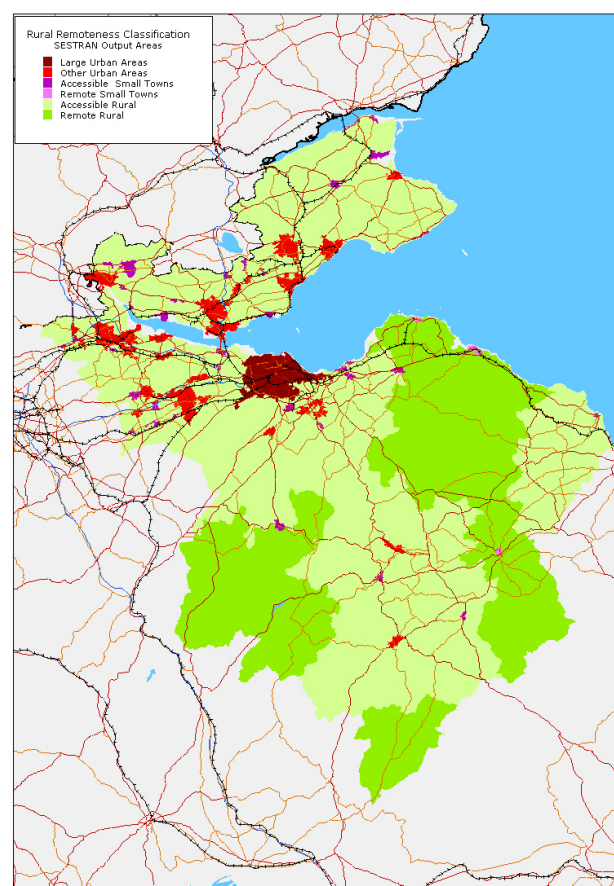 Rural Remoteness Classification
SESTRAN Output Areas
Large Urban Areas
Other Urban Areas
Accessible Small Towns
Remote Small Towns
Accessible Rural
Remote Rural